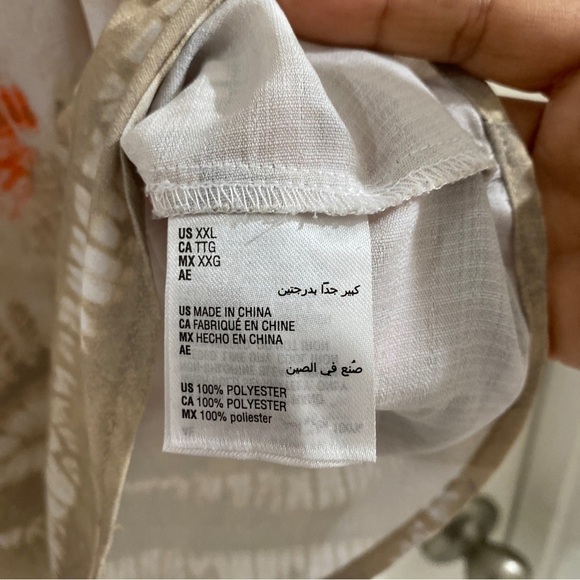 US XXL
CA TTG
MX XXG
AE
كبير جدًا بدرجتين
US MADE IN CHINA
CA FABRIQUÉ EN CHINE
MX HECHO EN CHINA
AE
صُنع في الصين
US 100% POLYESTER
CA 100% POLYESTER
MX 100% poliester